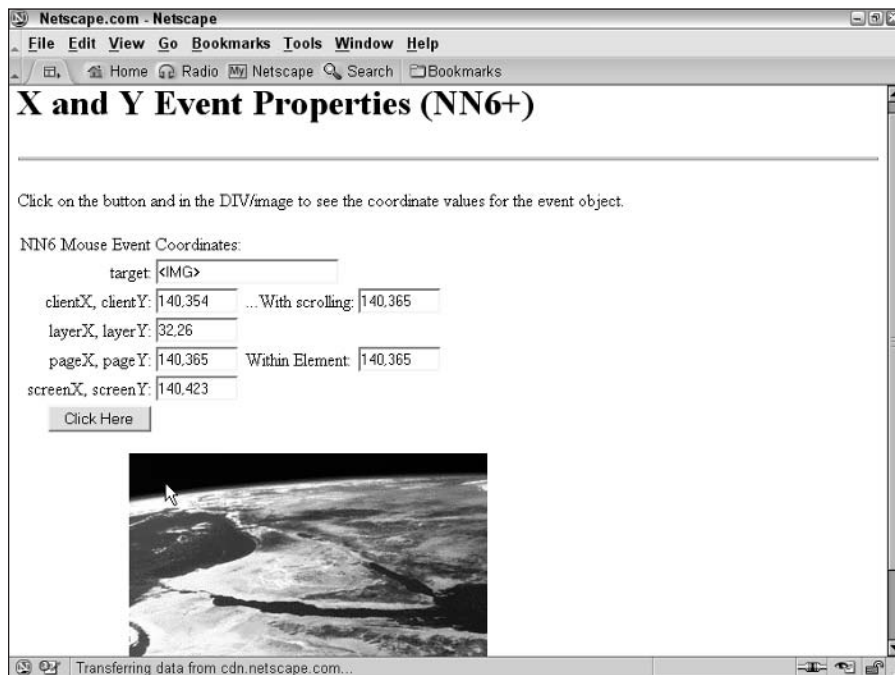 Netscape.com - Netscape
File Edit View Go Bookmarks Tools Window Help
Home Radio My Netscape Search Bookmarks
X and Y Event Properties (NN6+)
Click on the button and in the DIV/image to see the coordinate values for the event object.
NN6 Mouse Event Coordinates:
target: <IMG>
clientX, clientY: 140,354 ...With scrolling: 140,365
layerX, layerY: 32,26
pageX, pageY: 140,365 Within Element: 140,365
screenX, screenY: 140,423
Click Here
Transferring data from cdn.netscape.com...